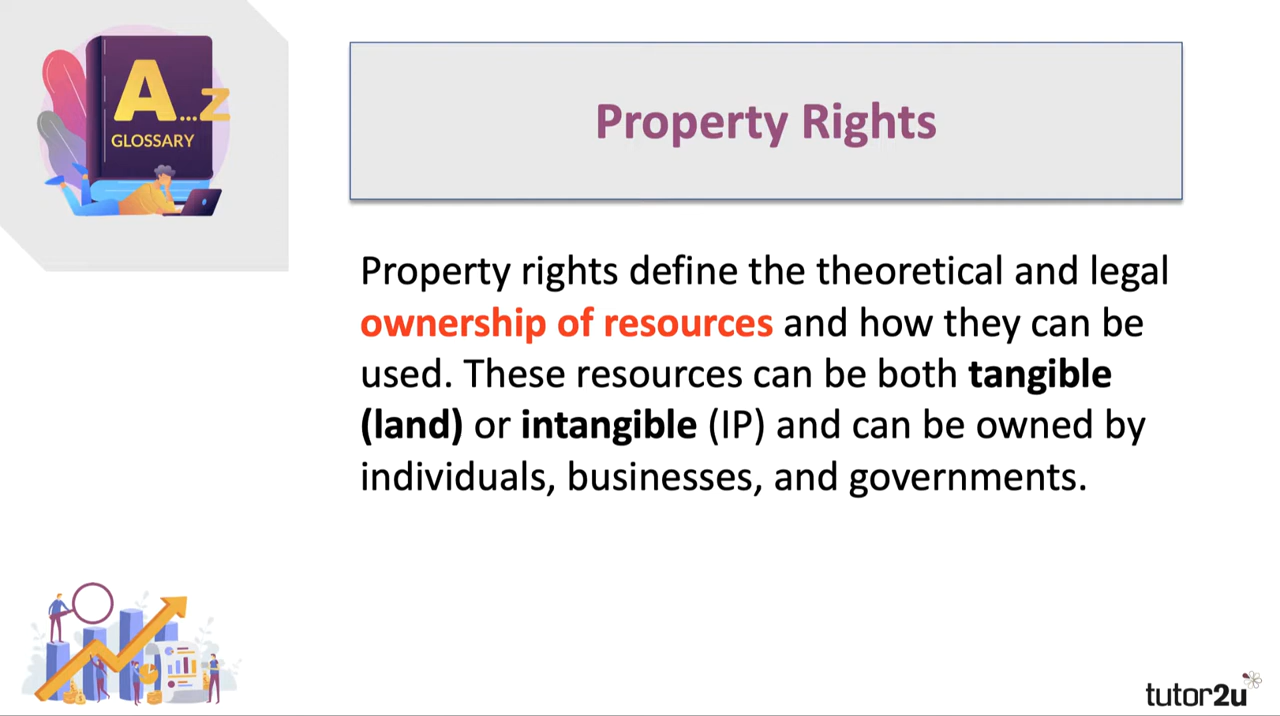 A...Z
GLOSSARY
Property Rights
Property rights define the theoretical and legal
ownership of resources and how they can be
used. These resources can be both tangible
(land) or intangible (IP) and can be owned by
individuals, businesses, and governments.
tutor2u